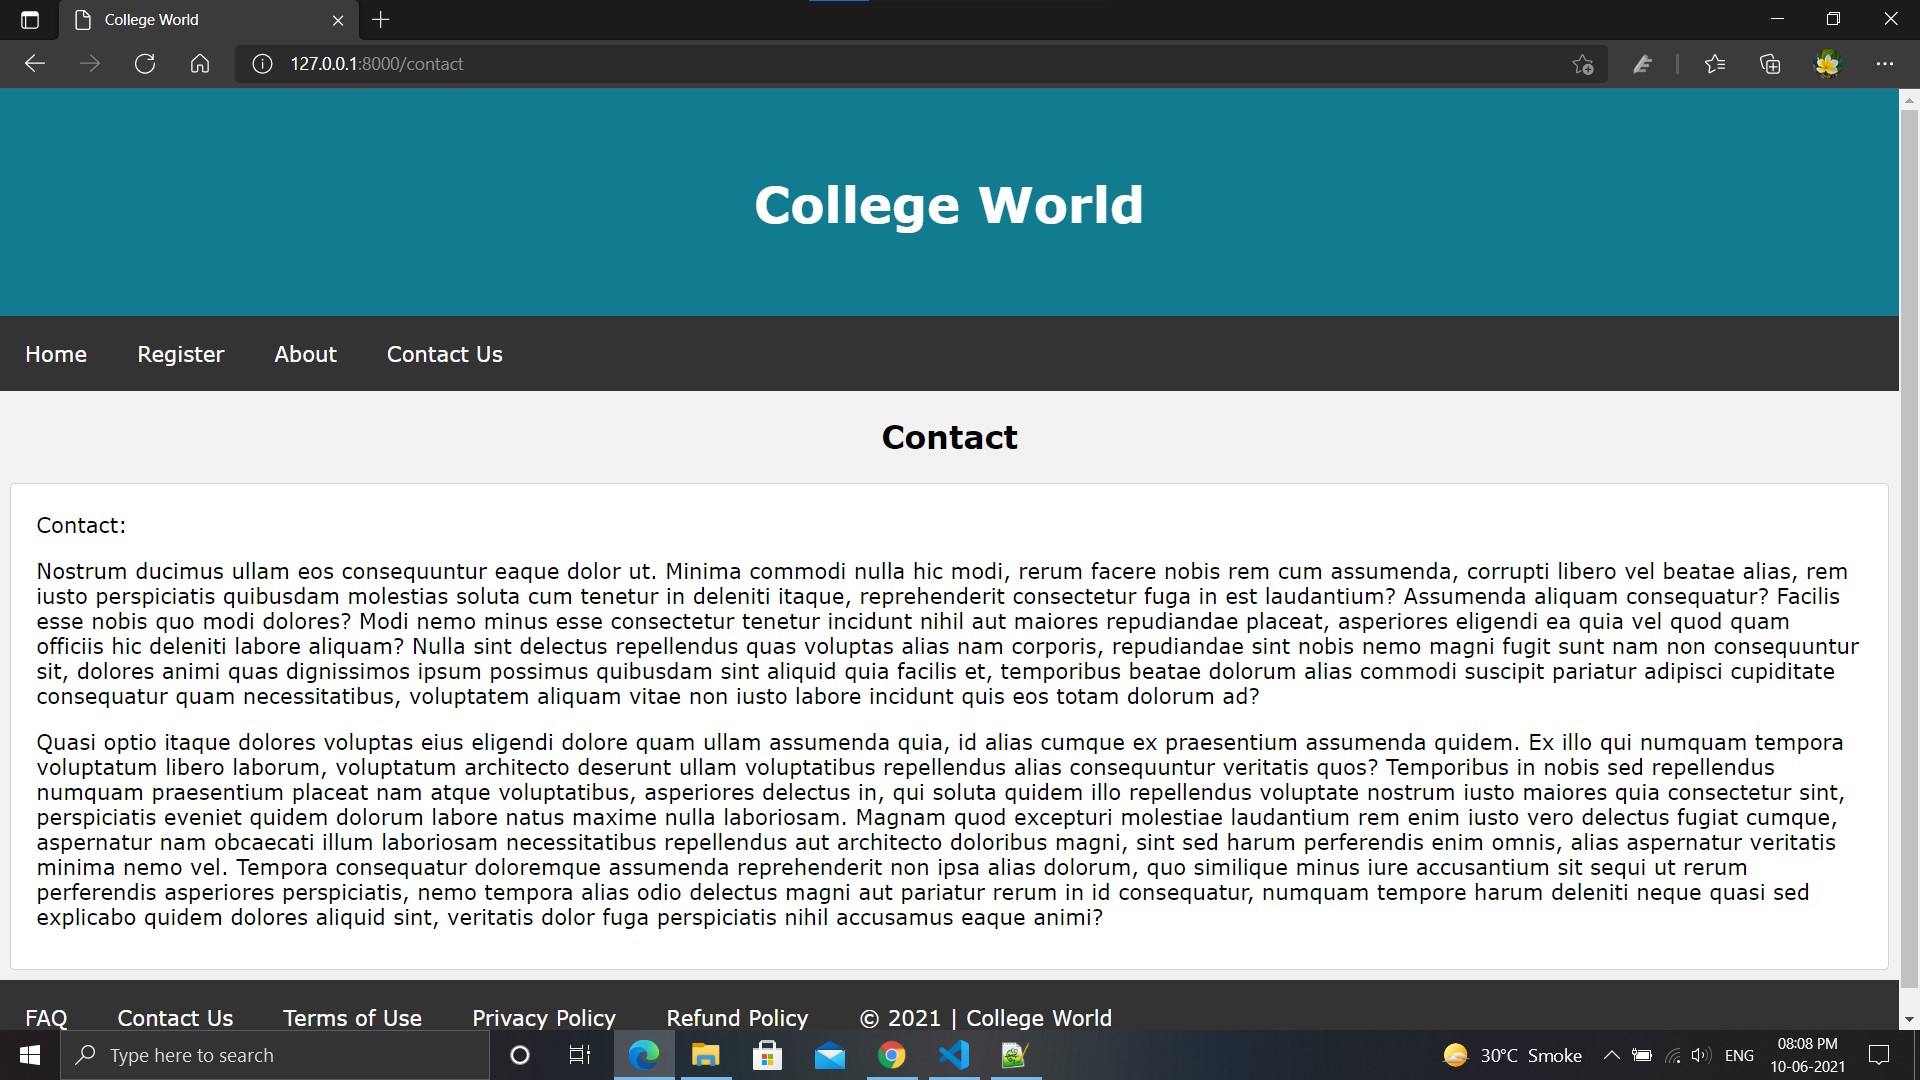 College World
127.0.0.1:8000/contact
College World
Home Register About Contact Us
Contact
Contact:
Nostrum ducimus ullam eos consequuntur eaque dolor ut. Minima commodi nulla hic modi, rerum facere nobis rem cum assumenda, corrupti libero vel beatae alias, rem
iusto perspiciatis quibusdam molestias soluta cum tenetur in deleniti itaque, reprehenderit consectetur fuga in est laudantium? Assumenda aliquam consequatur? Facilis
esse nobis quo modi dolores? Modi nemo minus esse consectetur tenetur incidunt nihil aut maiores repudiandae placeat, asperiores eligendi ea quia vel quod quam
officiis hic deleniti labore aliquam? Nulla sint delectus repellendus quas voluptas alias nam corporis, repudiandae sint nobis nemo magni fugit sunt nam non consequuntur
sit, dolores animi quas dignissimos ipsum possimus quibusdam sint aliquid quia facilis et, temporibus beatae dolorum alias commodi suscipit pariatur adipisci cupiditate
consequatur quam necessitatibus, voluptatem aliquam vitae non iusto labore incidunt quis eos totam dolorum ad?
Quasi optio itaque dolores voluptas eius eligendi dolore quam ullam assumenda quia, id alias cumque ex praesentium assumenda quidem. Ex illo qui numquam tempora
voluptatum libero laborum, voluptatum architecto deserunt ullam voluptatibus repellendus alias consequuntur veritatis quos? Temporibus in nobis sed repellendus
numquam praesentium placeat nam atque voluptatibus, asperiores delectus in, qui soluta quidem illo repellendus voluptate nostrum iusto maiores quia consectetur sint,
perspiciatis eveniet quidem dolorum labore natus maxime nulla laboriosam. Magnam quod excepturi molestiae laudantium rem enim iusto vero delectus fugiat cumque,
aspernatur nam obcaecati illum laboriosam necessitatibus repellendus aut architecto doloribus magni, sint sed harum perferendis enim omnis, alias aspernatur veritatis
minima nemo vel. Tempora consequatur doloremque assumenda reprehenderit non ipsa alias dolorum, quo similique minus iure accusantium sit sequi ut rerum
perferendis asperiores perspiciatis, nemo tempora alias odio delectus magni aut pariatur rerum in id consequatur, numquam tempore harum deleniti neque quasi sed
explicabo quidem dolores aliquid sint, veritatis dolor fuga perspiciatis nihil accusamus eaque animi?
FAQ Contact Us Terms of Use Privacy Policy Refund Policy © 2021 | College World
Type here to search
30°C Smoke
ENG
08:08 PM
10-06-2021